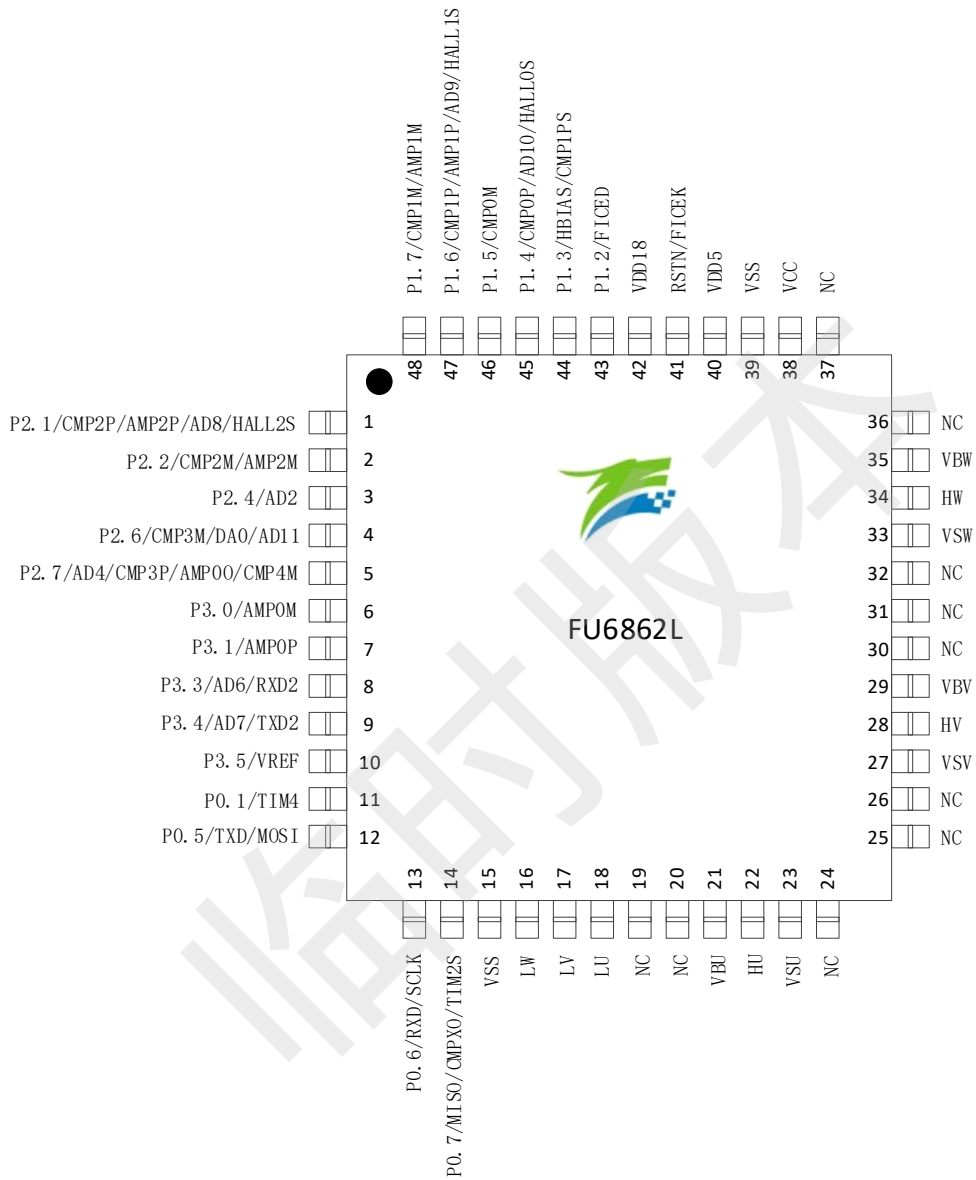 P1.7/CMP1M/AMP1M
P1.6/CMP1P/AMP1P/AD9/HALL1S
P1.5/CMP0M
P1.4/CMP0P/AD10/HALL0S
P1.3/HBIAS/CMP1PS
P1.2/FICED
VDD18
RSTN/FICEK
VDD5
VSS
VCC
NC
48
47
46
45
44
43
42
41
40
39
38
37
P2.1/CMP2P/AMP2P/AD8/HALL2S 1
P2.2/CMP2M/AMP2M 2
P2.4/AD2 3
P2.6/CMP3M/DA0/AD11 4
P2.7/AD4/CMP3P/AMP0O/CMP4M 5
P3.0/AMP0M 6
P3.1/AMP0P 7
P3.3/AD6/RXD2 8
P3.4/AD7/TXD2 9
P3.5/VREF 10
P0.1/TIM4 11
P0.5/TXD/MOSI 12
FU6862L
36 NC
35 VBW
34 HW
33 VSW
32 NC
31 NC
30 NC
29 VBV
28 HV
27 VSV
26 NC
25 NC
13
14
15
16
17
18
19
20
21
22
23
24
P0.6/RXD/SCLK
P0.7/MISO/CMPXO/TIM2S
VSS
LW
LV
LU
NC
NC
VBU
HU
VSU
NC
临时版本